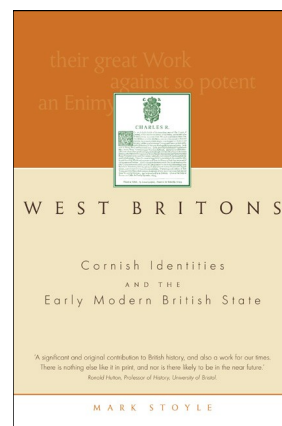 their great Work
against so potent
an Enimy
CHARLES R.
WEST BRITONS
Cornish Identities
AND THE
Early Modern British State
'A significant and original contribution to British history, and also a work for our times.
There is nothing else like it in print, and nor is there likely to be in the near future.'
Ronald Hutton, Professor of History, University of Bristol.
MARK STOYLE